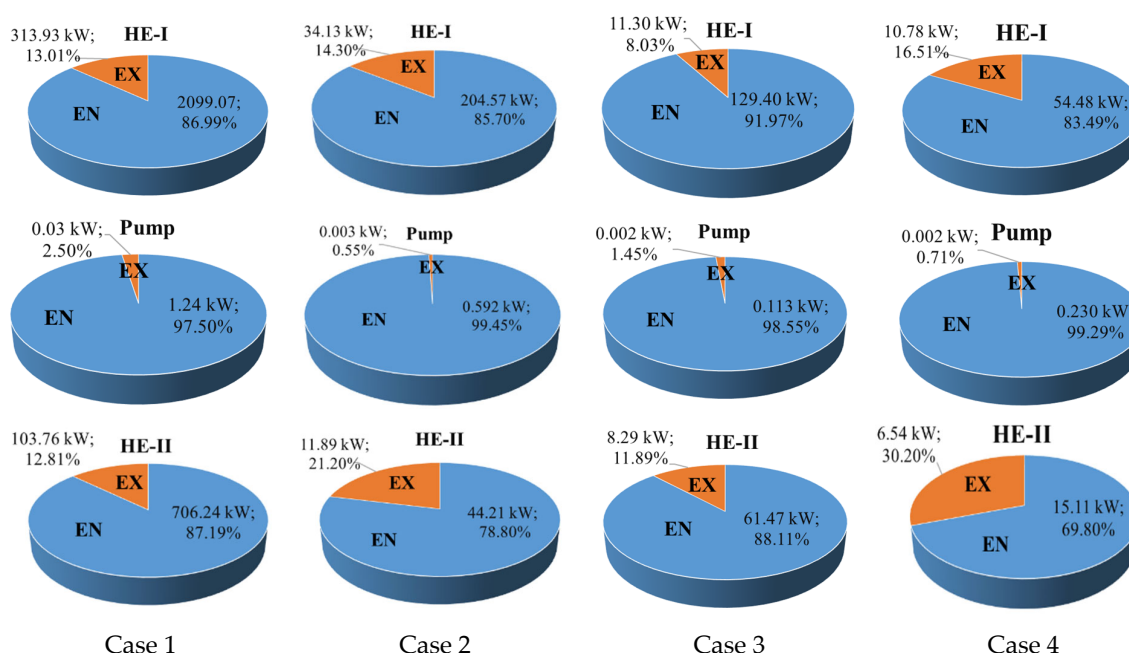 313.93 kW;
13.01%
HE-I
EX
EN
2099.07;
86.99%
34.13 kW;
14.30%
HE-I
EX
EN
204.57 kW;
85.70%
11.30 kW;
8.03%
HE-I
EX
EN
129.40 kW;
91.97%
10.78 kW;
16.51%
HE-I
EX
EN
54.48 kW;
83.49%
0.03 kW;
2.50%
Pump
EX
EN
1.24 kW;
97.50%
0.003 kW;
0.55%
Pump
EX
EN
0.592 kW;
99.45%
0.002 kW;
1.45%
Pump
EX
EN
0.113 kW;
98.55%
0.002 kW;
0.71%
Pump
EX
EN
0.230 kW
99.29%
103.76 kW;
12.81%
HE-II
EX
EN
706.24 kW;
87.19%
11.89 kW;
21.20%
HE-II
EX
EN
44.21 kW;
78.80%
8.29 kW;
11.89%
HE-II
EX
EN
61.47 kW;
88.11%
6.54 kW;
30.20%
HE-II
EX
EN
15.11 kW;
69.80%
Case 1
Case 2
Case 3
Case 4